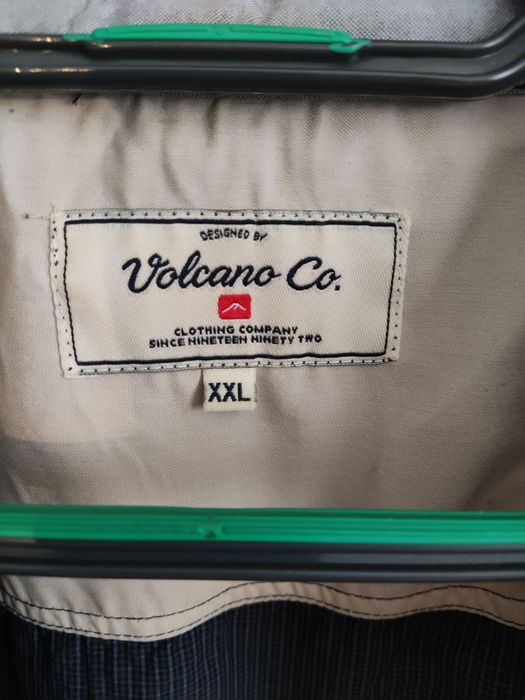 DESIGNED BY
Volcano Co.
CLOTHING COMPANY
SINCE NINETEEN NINETY TWO
XXL